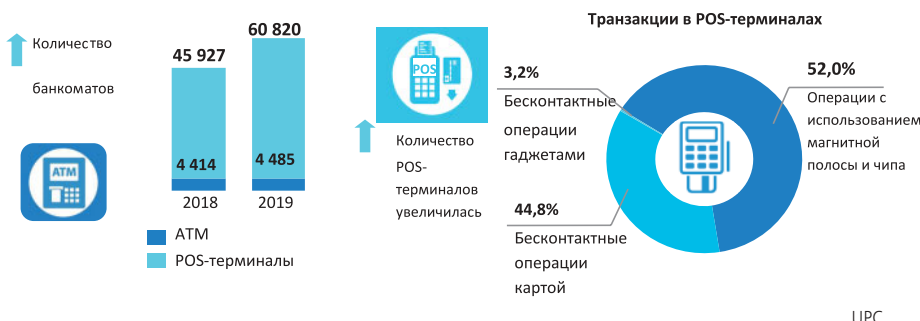 Транзакции в POS-терминалах
Количество
банкоматов
ATM
45 927
60 820
4 414
4 485
2018
2019
ATM
POS-терминалы
POS
Количество
POS-
терминалов
увеличилась
3,2%
Бесконтактные
операции
гаджетами
44,8%
Бесконтактные
операции
картой
52,0%
Операции с
использованием
магнитной
полосы и чипа
UPC